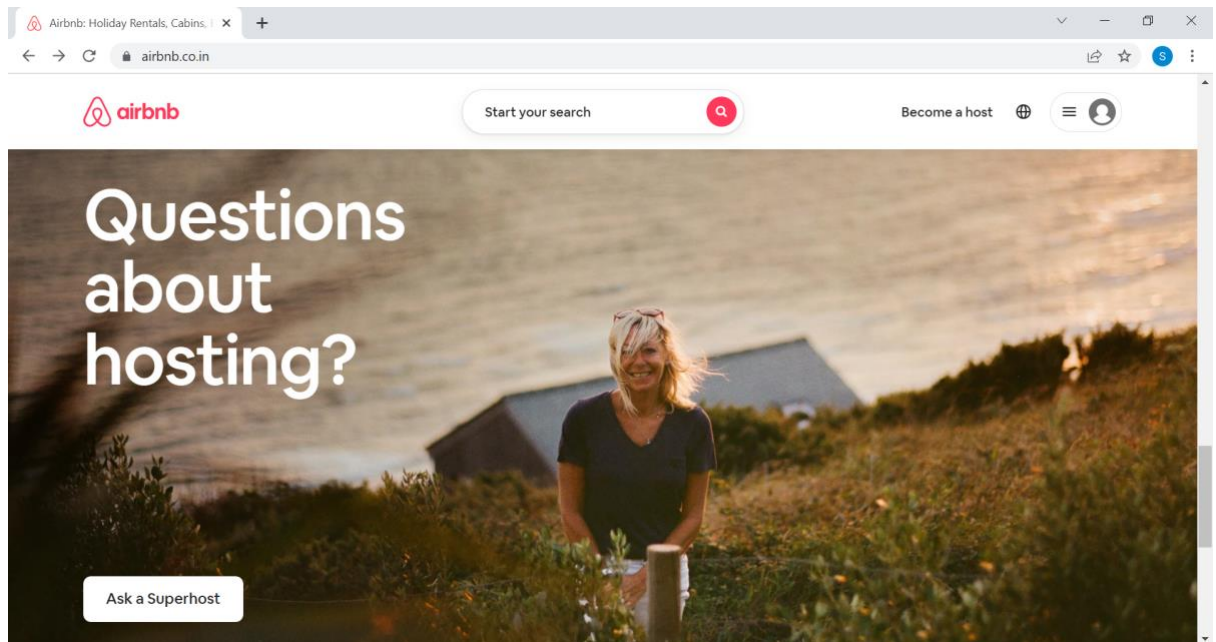 Airbnb: Holiday Rentals, Cabins,
airbnb.co.in
S
airbnb
Start your search
Become a host
Questions
about
hosting?
Ask a Superhost